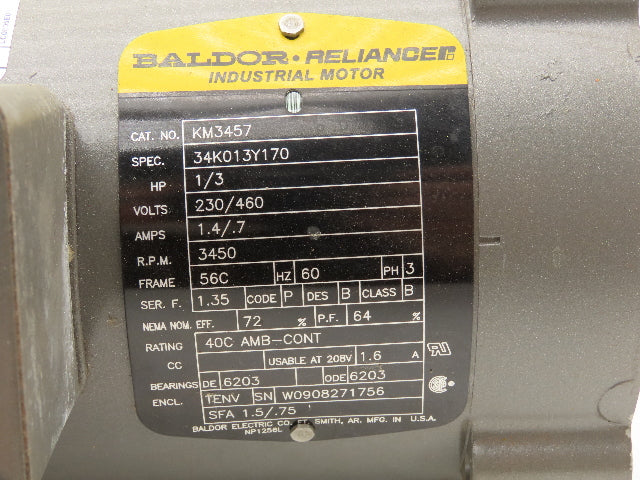 BALDOR • RELIANCER
INDUSTRIAL MOTOR
CAT. NO. KM3457
SPEC. 34K013Y170
HP 1/3
VOLTS 230/460
AMPS 1.4/.7
R.P.M. 3450
FRAME 56C HZ 60 PH 3
SER. F. 1.35 CODE P DES B CLASS B
NEMA NOM. EFF. 72 % P.F. 64 %
RATING 40C AMB-CONT
CC USABLE AT 208V 1.6 A
BEARINGS DE 6203 ODE 6203
ENCL. TENV SN W0908271756
SFA 1.5/.75
BALDOR ELECTRIC CO. FT. SMITH, AR. MFG. IN U.S.A.
NP1256L